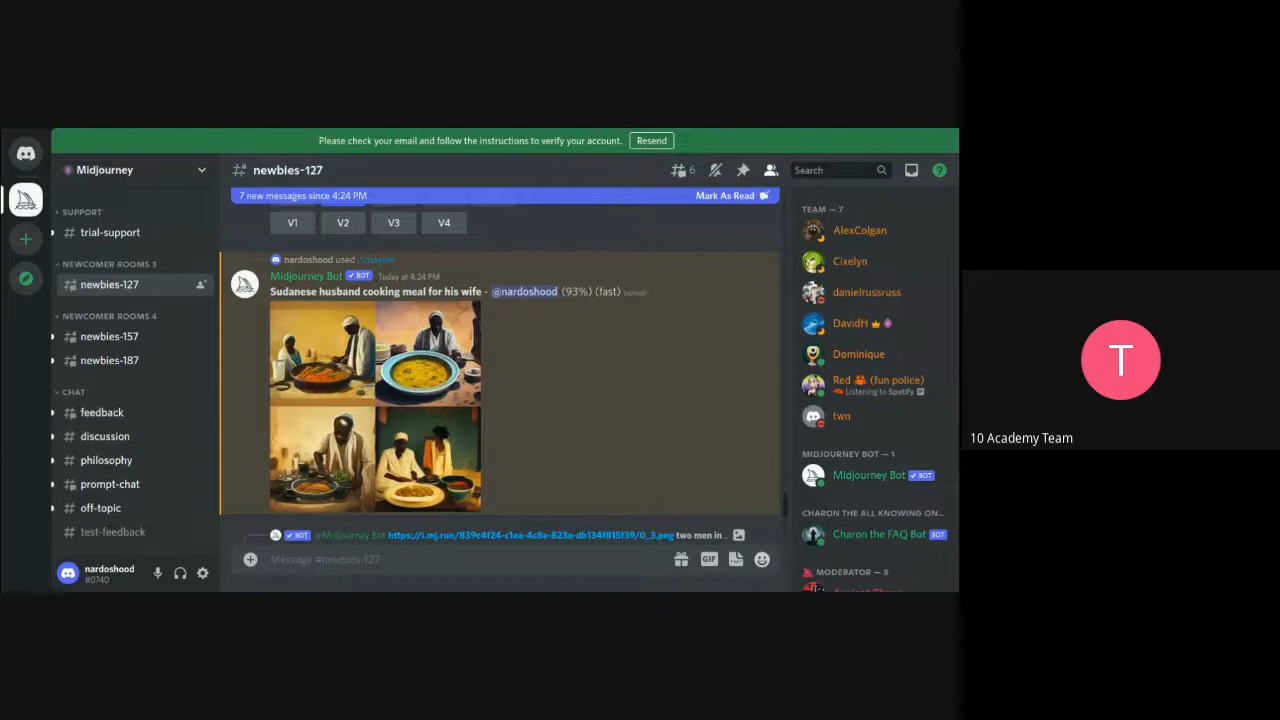 Please check your email and follow the instructions to verify your account. Resend
Midjourney
SUPPORT
trial-support
NEWCOMER ROOMS 3
newbies-127
NEWCOMER ROOMS 4
newbies-157
newbies-187
CHAT
feedback
discussion
philosophy
prompt-chat
off-topic
test-feedback
nardoshood
#0740
newbies-127
6
Search
7 new messages since 4:24 PM Mark As Read
V1 V2 V3 V4
nardoshood used /imagine
Midjourney Bot ✓ BOT Today at 4:24 PM
Sudanese husband cooking meal for his wife - @nardoshood (93%) (fast) (edited)
✓ BOT @Midjourney Bot https://i.mj.run/839c4f24-c1ea-4c8e-823a-db134f815f39/0_3.png two men in...
Message #newbies-127
GIF
TEAM — 7
AlexColgan
Cixelyn
danielrussruss
DavidH
Dominique
Red (fun police)
Listening to Spotify
twn
MIDJOURNEY BOT — 1
Midjourney Bot ✓ BOT
CHARON THE ALL KNOWING ON...
Charon the FAQ Bot BOT
MODERATOR — 9
T
10 Academy Team